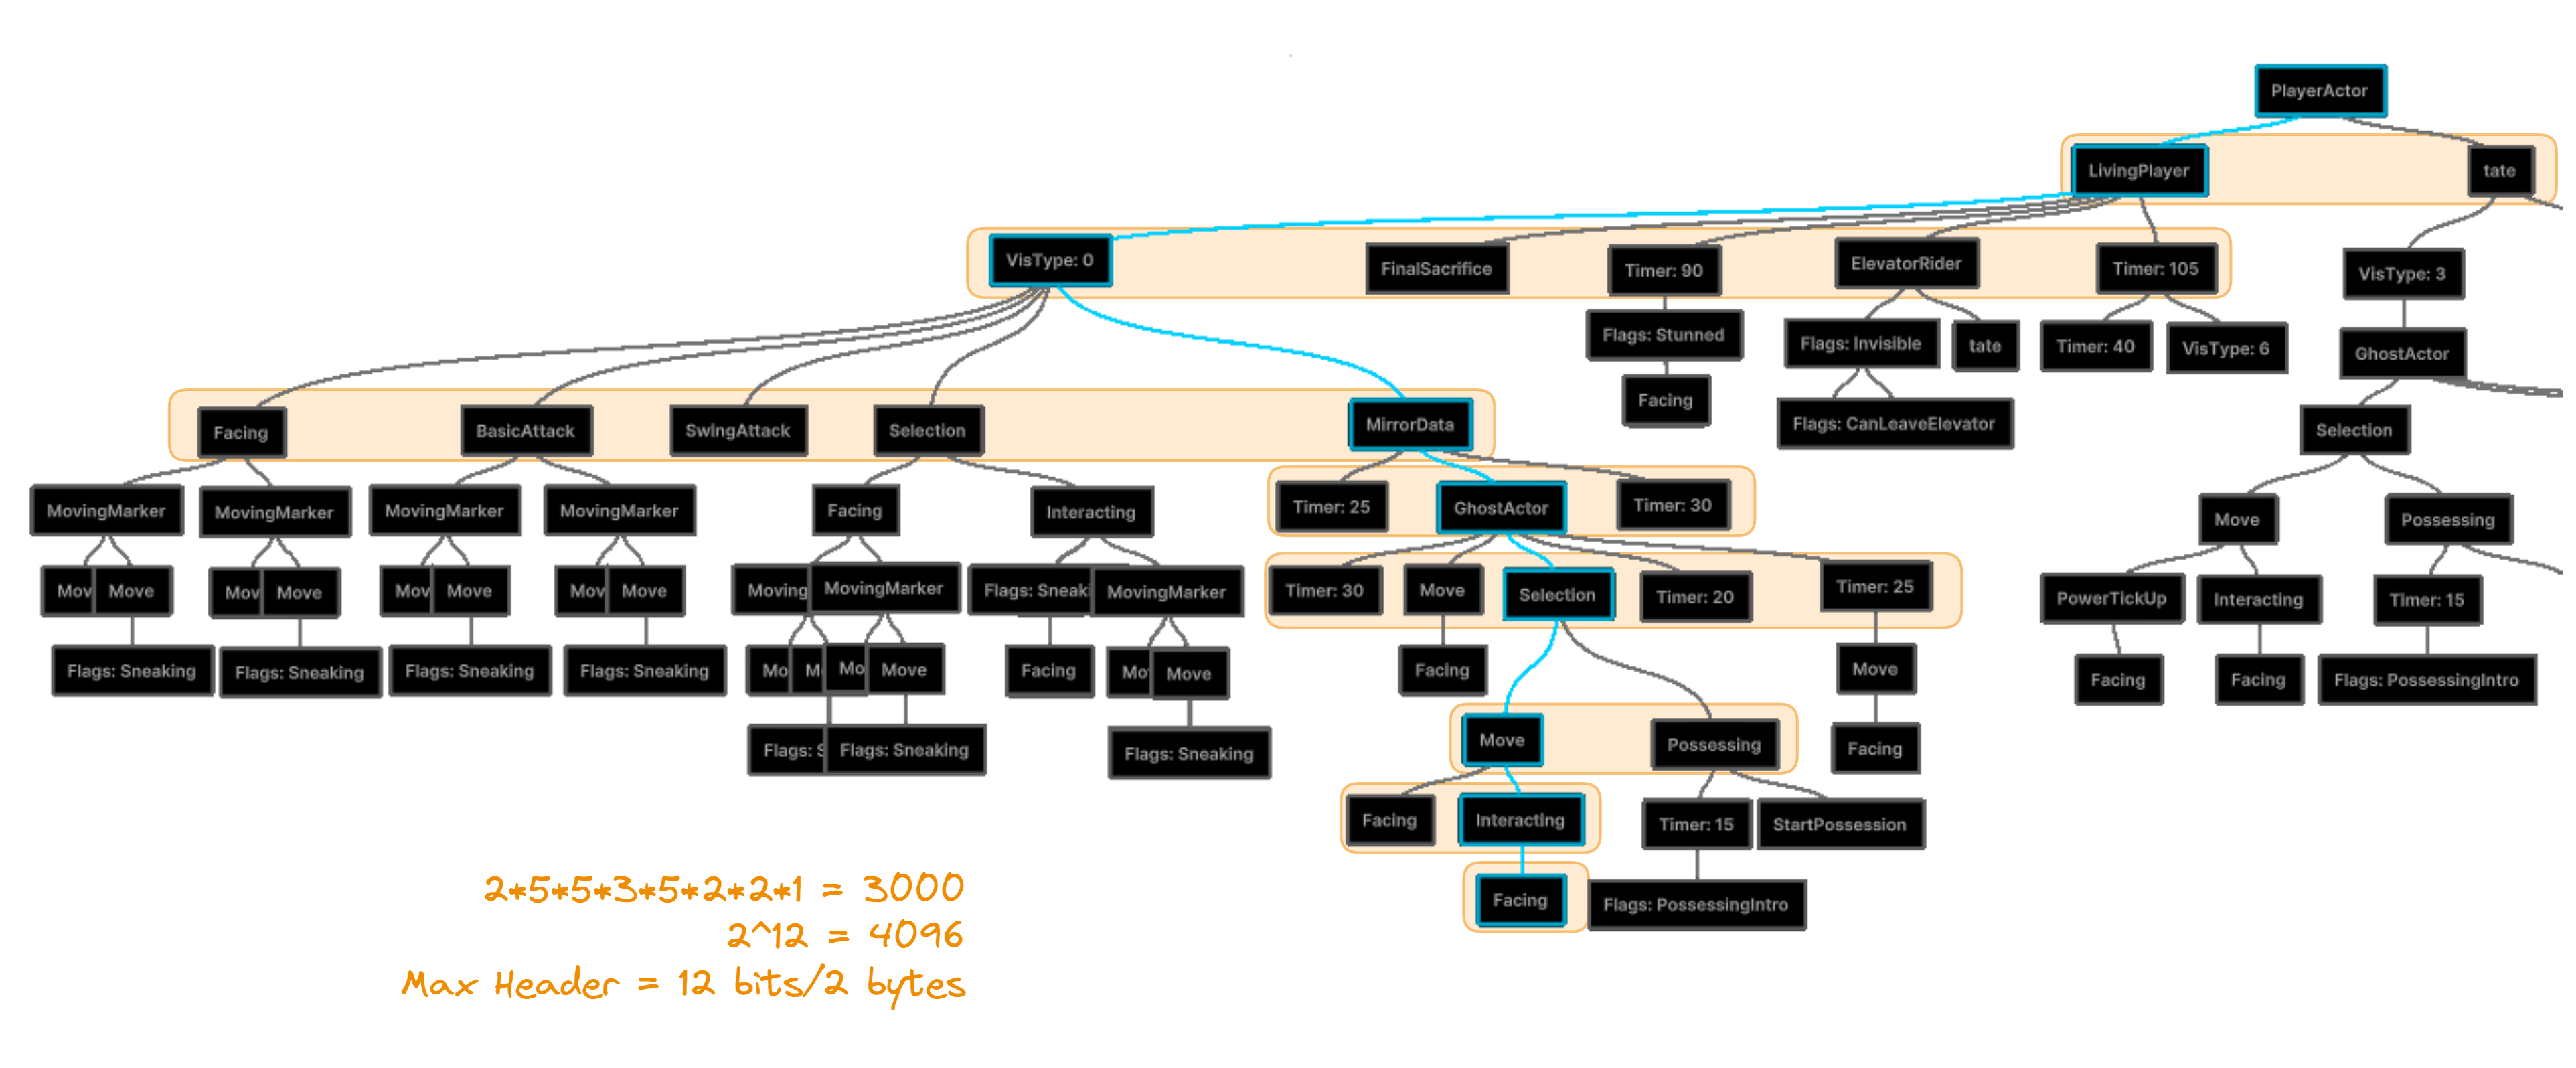 PlayerActor
LivingPlayer
tate
VisType: 0
FinalSacrifice
Timer: 90
ElevatorRider
Timer: 105
VisType: 3
Flags: Stunned
Flags: Invisible
tate
Timer: 40
VisType: 6
GhostActor
Facing
Flags: CanLeaveElevator
Facing
BasicAttack
SwingAttack
Selection
MirrorData
Selection
MovingMarker
MovingMarker
MovingMarker
MovingMarker
Facing
Interacting
Timer: 25
GhostActor
Timer: 30
Move
Possessing
Mov
Move
Mov
Move
Mov
Move
Mov
Move
Moving
MovingMarker
Flags: Sneaki
MovingMarker
Timer: 30
Move
Selection
Timer: 20
Timer: 25
PowerTickUp
Interacting
Timer: 15
Flags: Sneaking
Flags: Sneaking
Flags: Sneaking
Flags: Sneaking
Mo
M
Mo
Move
Facing
Mo
Move
Facing
Move
Facing
Facing
Flags: PossessingIntro
Flags: S
Flags: Sneaking
Flags: Sneaking
Move
Possessing
Facing
Facing
Interacting
Timer: 15
StartPossession
Facing
Flags: PossessingIntro
2*5*5*3*5*2*2*1 = 3000
2^12 = 4096
Max Header = 12 bits/2 bytes